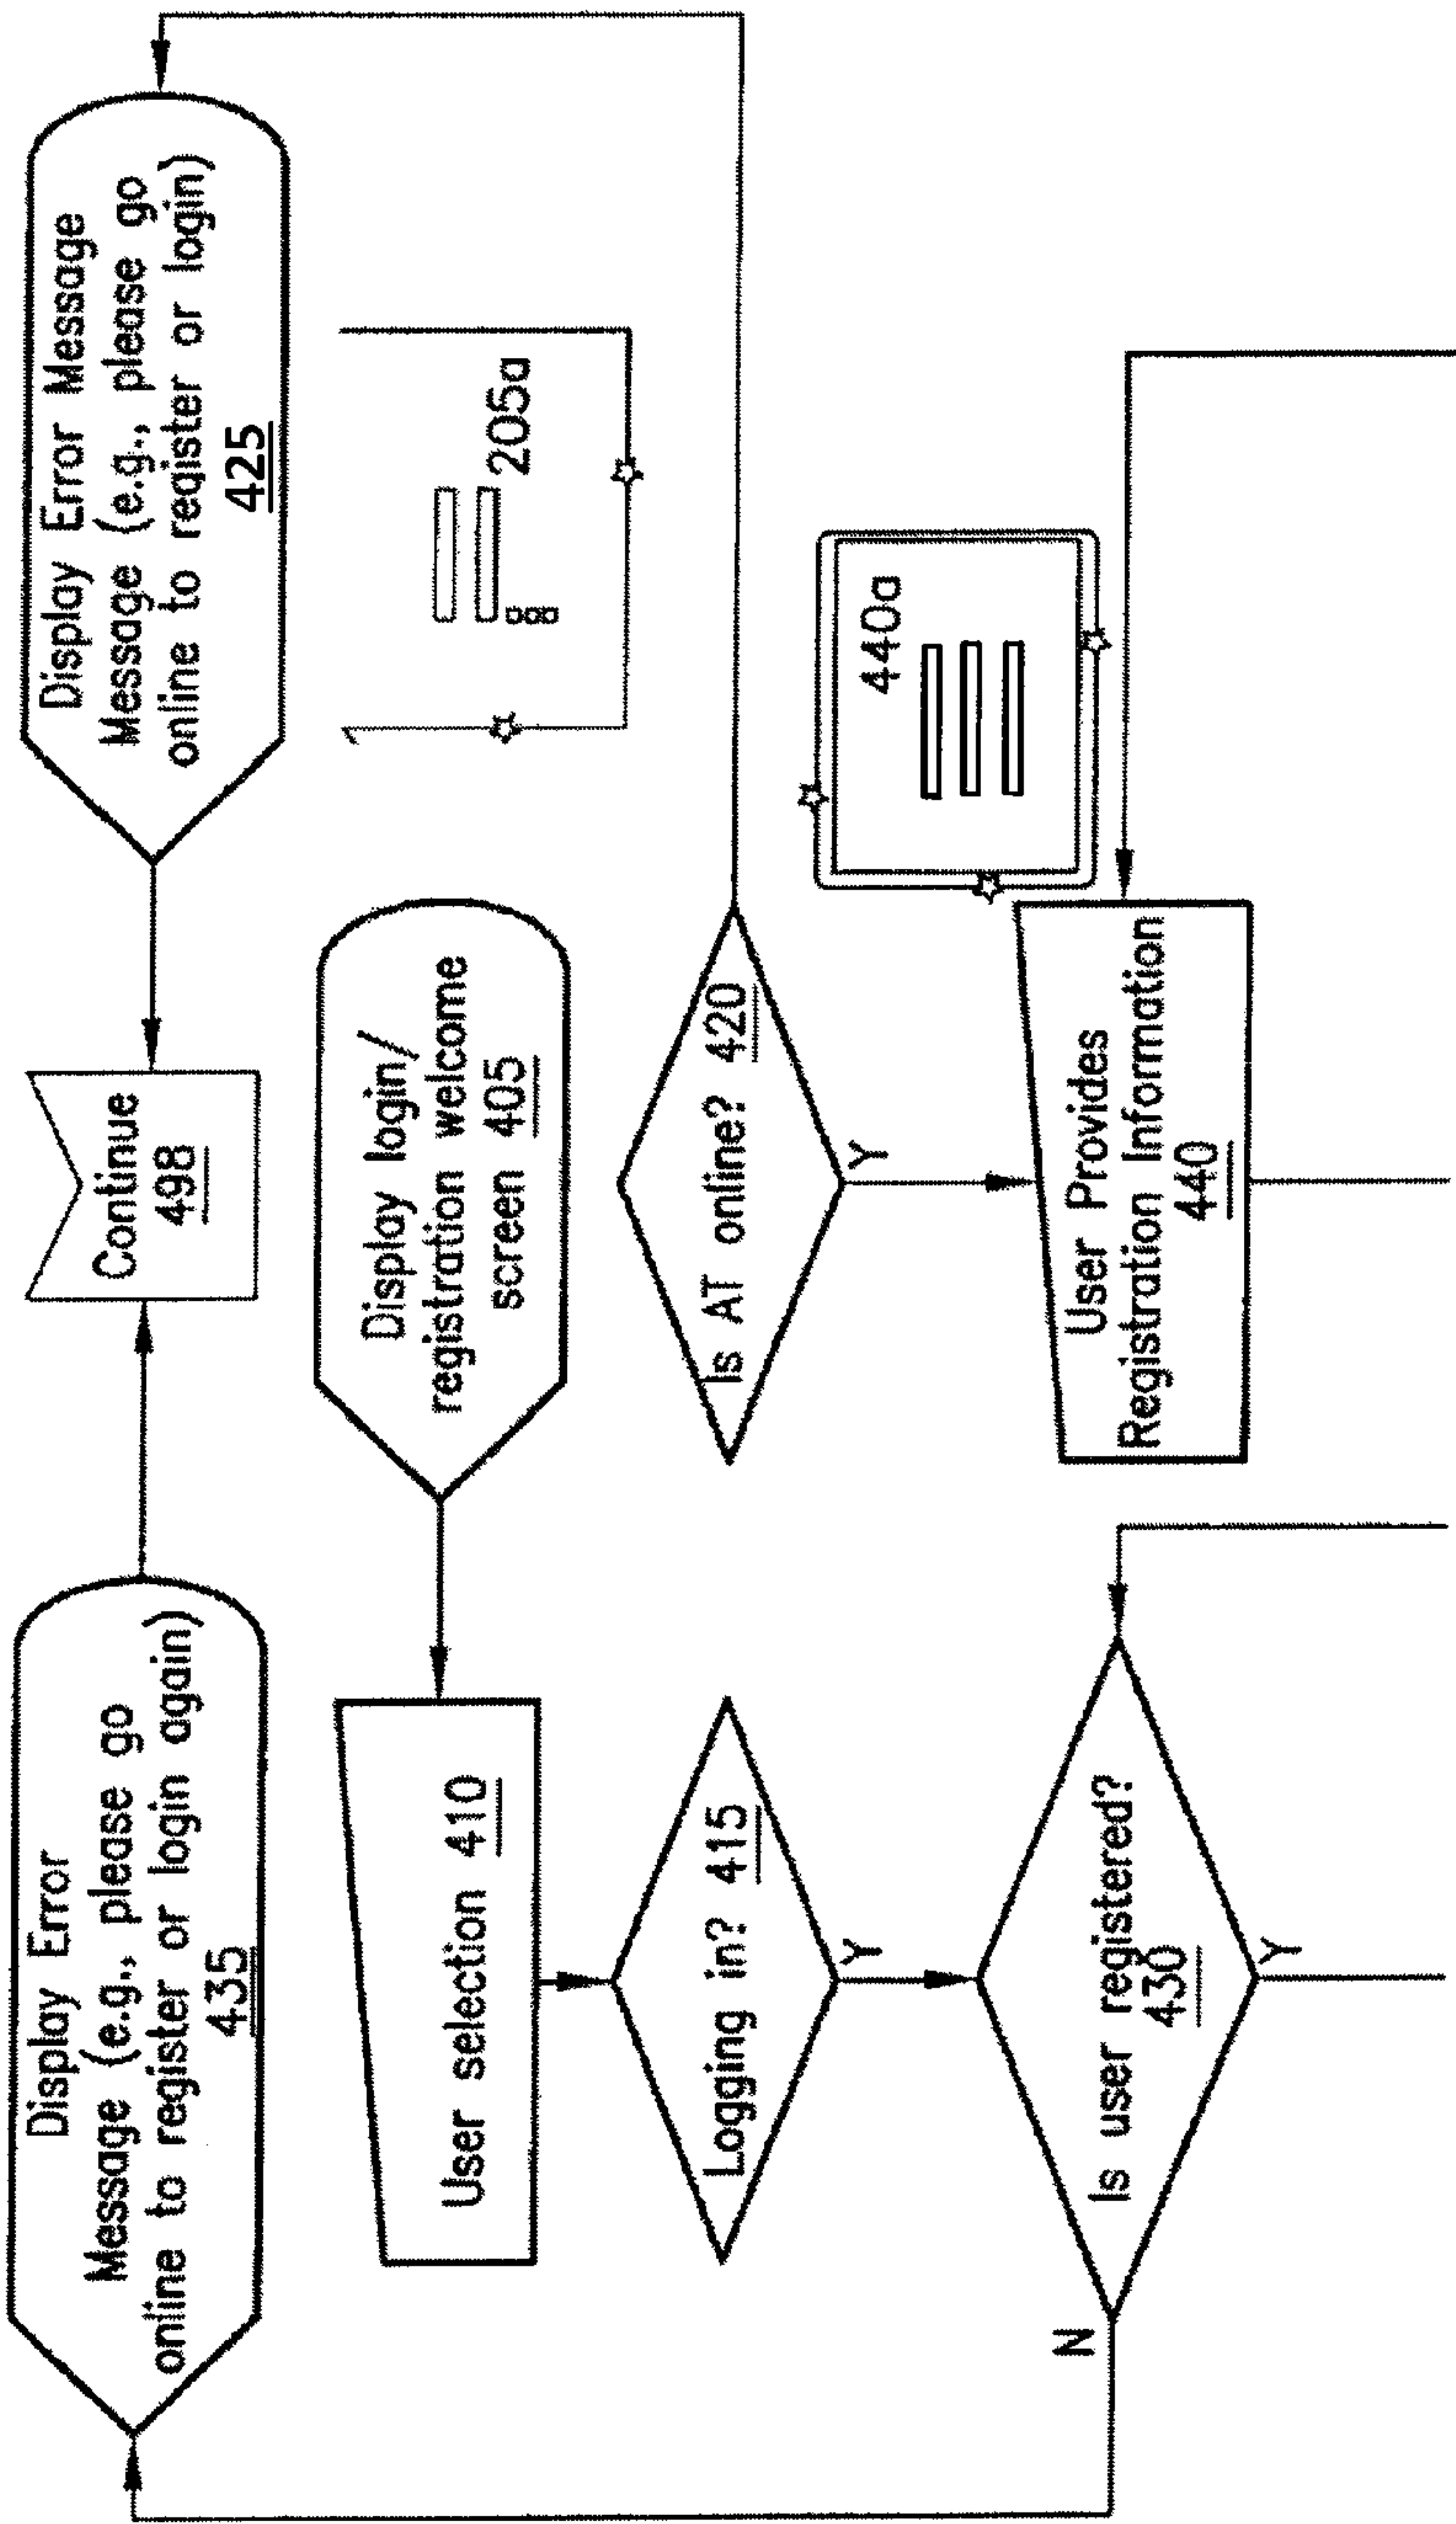 Display Error
Message (e.g., please go
online to register or login again)
435
Continue
498
Display Error Message
Message (e.g., please go
online to register or login)
425
User selection 410
Display login/
registration welcome
screen 405
205a
Logging in? 415
Y
Is AT online? 420
Y
Is user registered?
430
N
Y
User Provides
Registration Information
440
440a